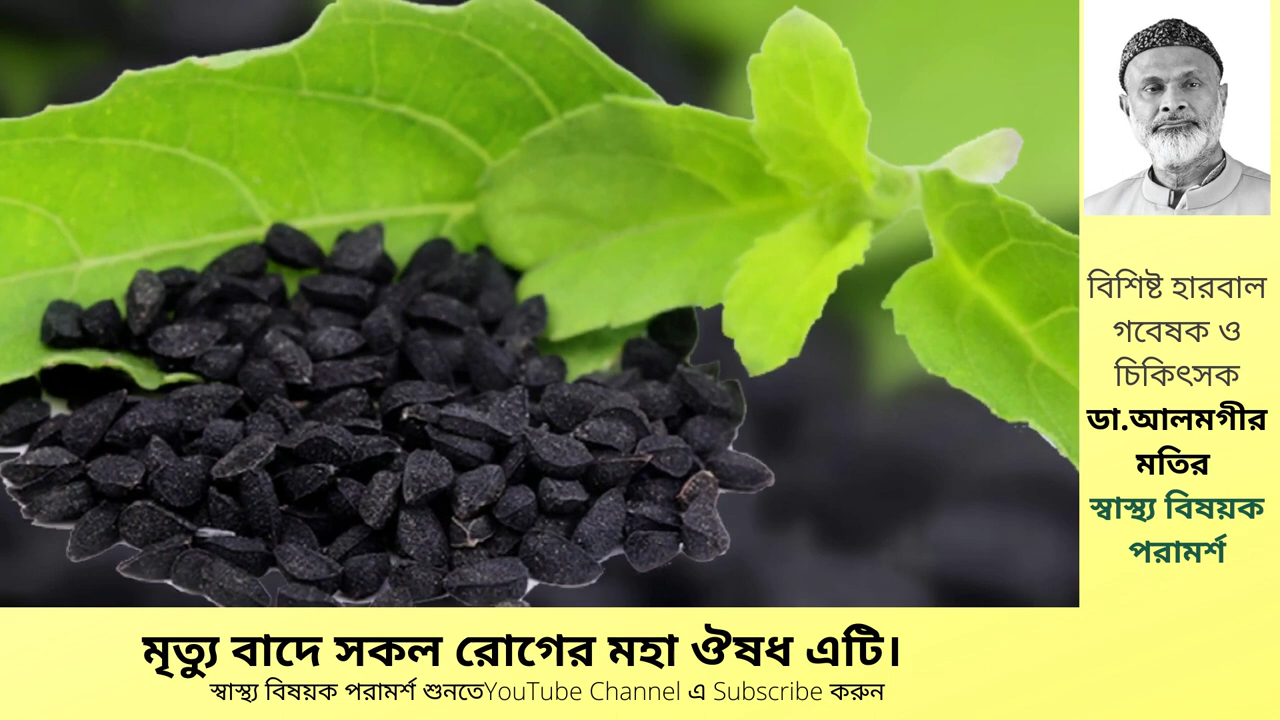 বিশিষ্ট হারবাল
গবেষক ও
চিকিৎসক
ডা.আলমগীর
মতির
স্বাস্থ্য বিষয়ক
পরামর্শ
মৃত্যু বাদে সকল রোগের মহা ঔষধ এটি।
স্বাস্থ্য বিষয়ক পরামর্শ শুনতেYouTube Channel এ Subscribe করুন